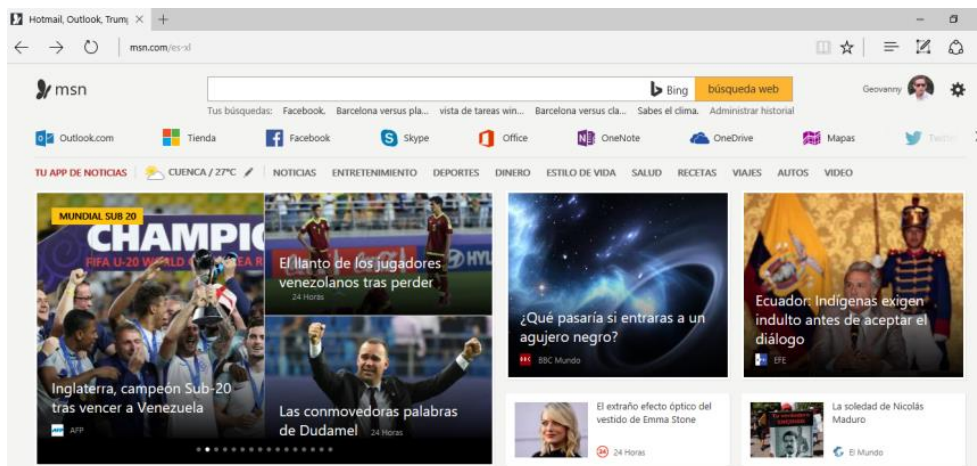 Hotmail, Outlook, Trump
msn.com/es-xl
msn
Bing
búsqueda web
Geovanny
Tus búsquedas: Facebook. Barcelona versus pla... vista de tareas win... Barcelona versus cla... Sabes el clima. Administrar historial
Outlook.com Tienda Facebook Skype Office OneNote OneDrive Mapas Twitter
TU APP DE NOTICIAS CUENCA / 27°C NOTICIAS ENTRETENIMIENTO DEPORTES DINERO ESTILO DE VIDA SALUD RECETAS VIAJES AUTOS VIDEO
MUNDIAL SUB 20
CHAMPIO
FIFA U-20 WORLD
Inglaterra, campeón Sub-20
tras vencer a Venezuela
AFP
El llanto de los jugadores
venezolanos tras perder
24 Horas
Las conmovedoras palabras
de Dudamel 24 Horas
¿Qué pasaría si entraras a un
agujero negro?
BBC Mundo
Ecuador: Indígenas exigen
indulto antes de aceptar el
diálogo
EFE
El extraño efecto óptico del
vestido de Emma Stone
24 Horas
La soledad de Nicolás
Maduro
El Mundo